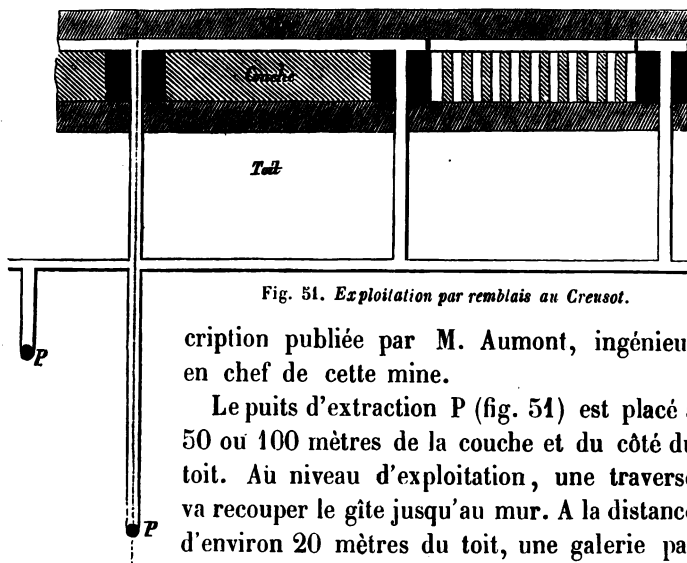 Couche
Toit
Fig. 51. Exploitation par remblais au Creusot.
P
cription publiée par M. Aumont, ingénieu
en chef de cette mine.
Le puits d'extraction P (fig. 51) est placé
50 ou 100 mètres de la couche et du côté du
toit. Au niveau d'exploitation, une traverse
va recouper le gîte jusqu'au mur. A la distance
P
d'environ 20 mètres du toit, une galerie pa